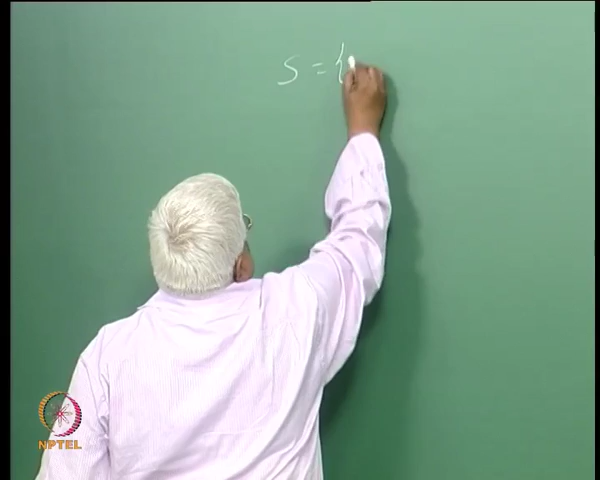 S = {
NPTEL